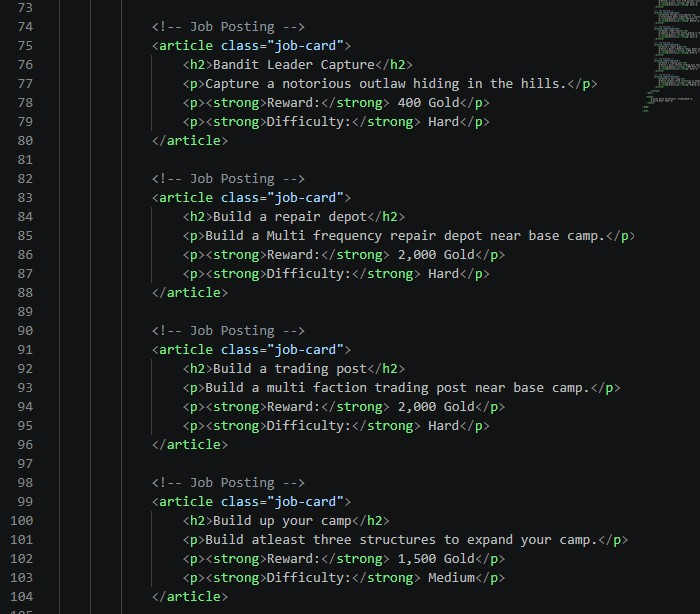 73
74 <!-- Job Posting -->
75 <article class="job-card">
76 <h2>Bandit Leader Capture</h2>
77 <p>Capture a notorious outlaw hiding in the hills.</p>
78 <p><strong>Reward:</strong> 400 Gold</p>
79 <p><strong>Difficulty:</strong> Hard</p>
80 </article>
81
82 <!-- Job Posting -->
83 <article class="job-card">
84 <h2>Build a repair depot</h2>
85 <p>Build a Multi frequency repair depot near base camp.</p>
86 <p><strong>Reward:</strong> 2,000 Gold</p>
87 <p><strong>Difficulty:</strong> Hard</p>
88 </article>
89
90 <!-- Job Posting -->
91 <article class="job-card">
92 <h2>Build a trading post</h2>
93 <p>Build a multi faction trading post near base camp.</p>
94 <p><strong>Reward:</strong> 2,000 Gold</p>
95 <p><strong>Difficulty:</strong> Hard</p>
96 </article>
97
98 <!-- Job Posting -->
99 <article class="job-card">
100 <h2>Build up your camp</h2>
101 <p>Build atleast three structures to expand your camp.</p>
102 <p><strong>Reward:</strong> 1,500 Gold</p>
103 <p><strong>Difficulty:</strong> Medium</p>
104 </article>